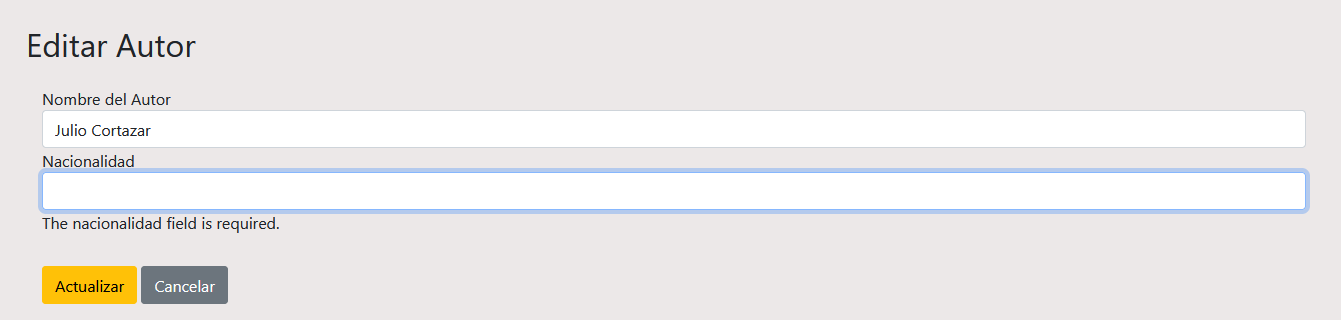 Editar Autor
Nombre del Autor
Julio Cortazar
Nacionalidad
The nacionalidad field is required.
Actualizar Cancelar